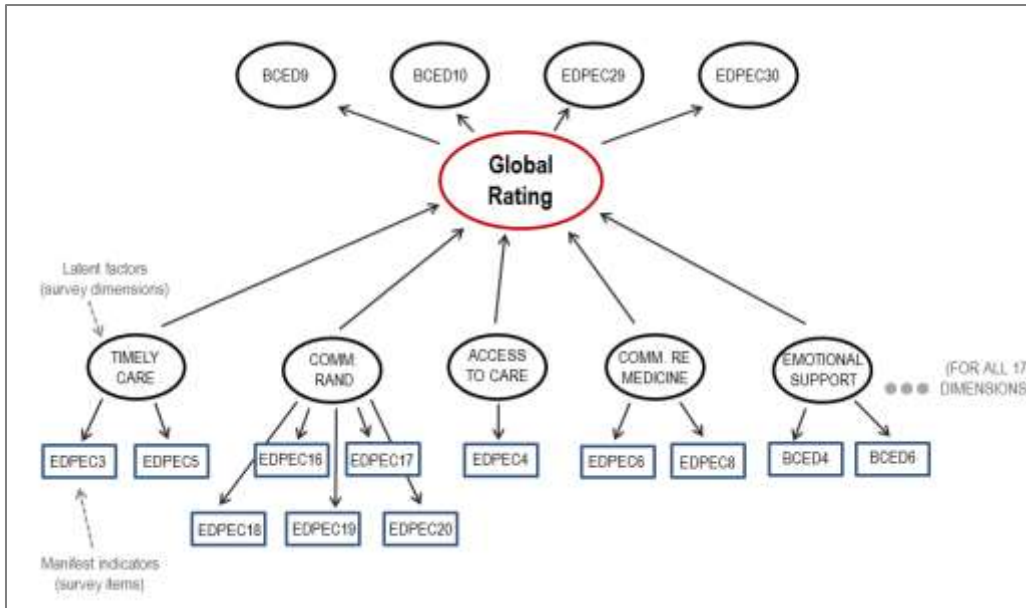 BCED9
BCED10
EDPEC29
EDPEC30
Global
Rating
Latent factors
(survey dimensions)
TIMELY
CARE
COMM.
RAND
ACCESS
TO CARE
COMM. RE
MEDICINE
EMOTIONAL
SUPPORT
(FOR ALL 17
DIMENSIONS)
EDPEC3
EDPEC5
EDPEC16
EDPEC17
EDPEC4
EDPEC6
EDPEC8
BCED4
BCED6
EDPEC18
EDPEC19
EDPEC20
Manifest indicators
(survey items)